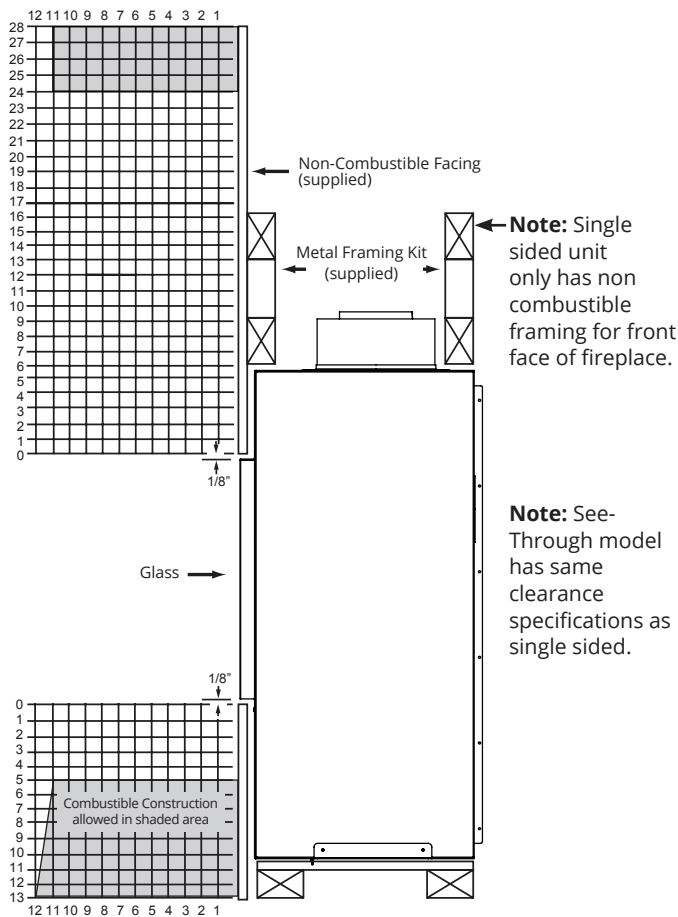 12 11 10 9 8 7 6 5 4 3 2 1
28
27
26
25
24
23
22
21
20
19
18
17
16
15
14
13
12
11
10
9
8
7
6
5
4
3
2
1
0
Non-Combustible Facing
(supplied)
Metal Framing Kit
(supplied)
Note: Single
sided unit
only has non
combustible
framing for front
face of fireplace.
1/8"
Glass
Note: See-
Through model
has same
clearance
specifications as
single sided.
1/8"
0
1
2
3
4
5
6
7
8
9
10
11
12
13
Combustible Construction
allowed in shaded area
12 11 10 9 8 7 6 5 4 3 2 1